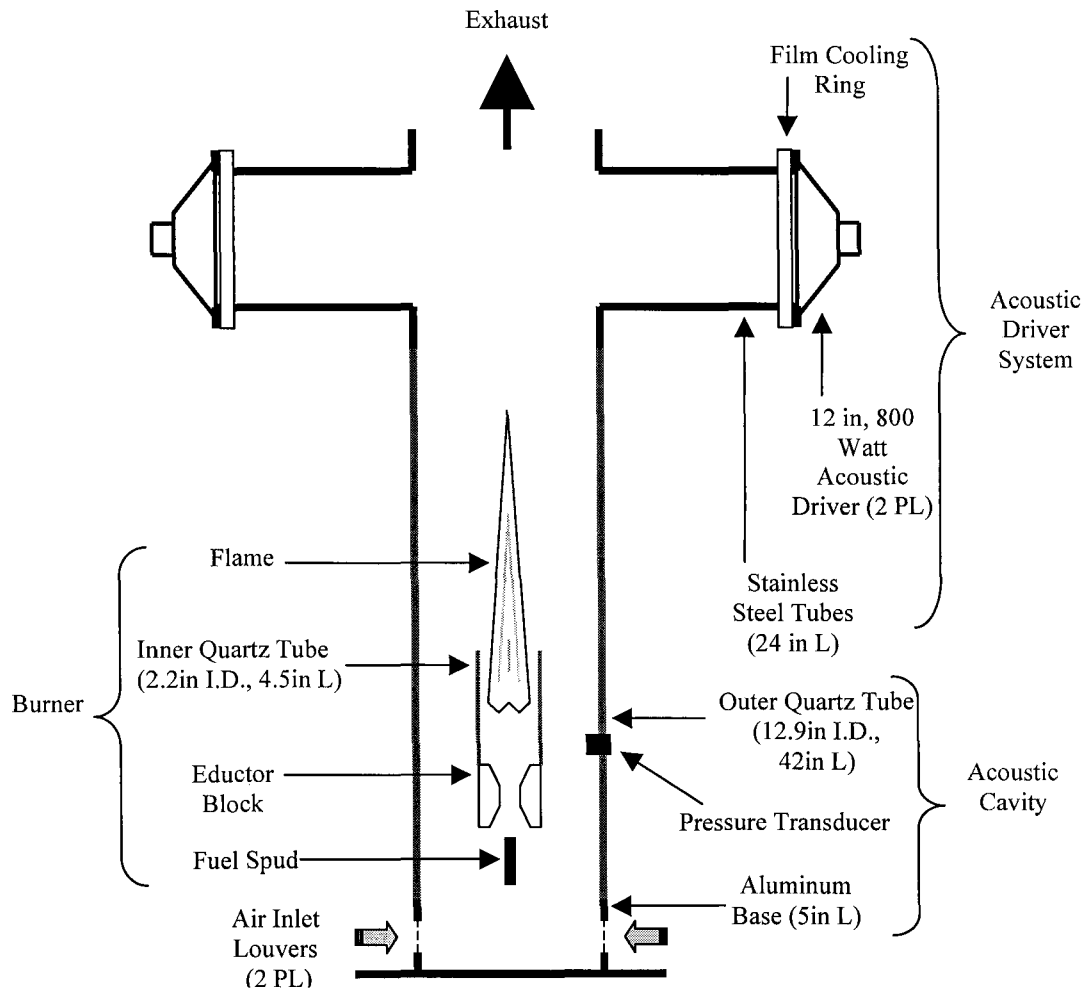 Exhaust
Film Cooling
Ring
Acoustic
Driver
System
12 in, 800
Watt
Acoustic
Driver (2 PL)
Stainless
Steel Tubes
(24 in L)
Flame
Inner Quartz Tube
(2.2in I.D., 4.5in L)
Burner
Eductor
Block
Fuel Spud
Air Inlet
Louvers
(2 PL)
Outer Quartz Tube
(12.9in I.D.,
42in L)
Pressure Transducer
Acoustic
Cavity
Aluminum
Base (5in L)